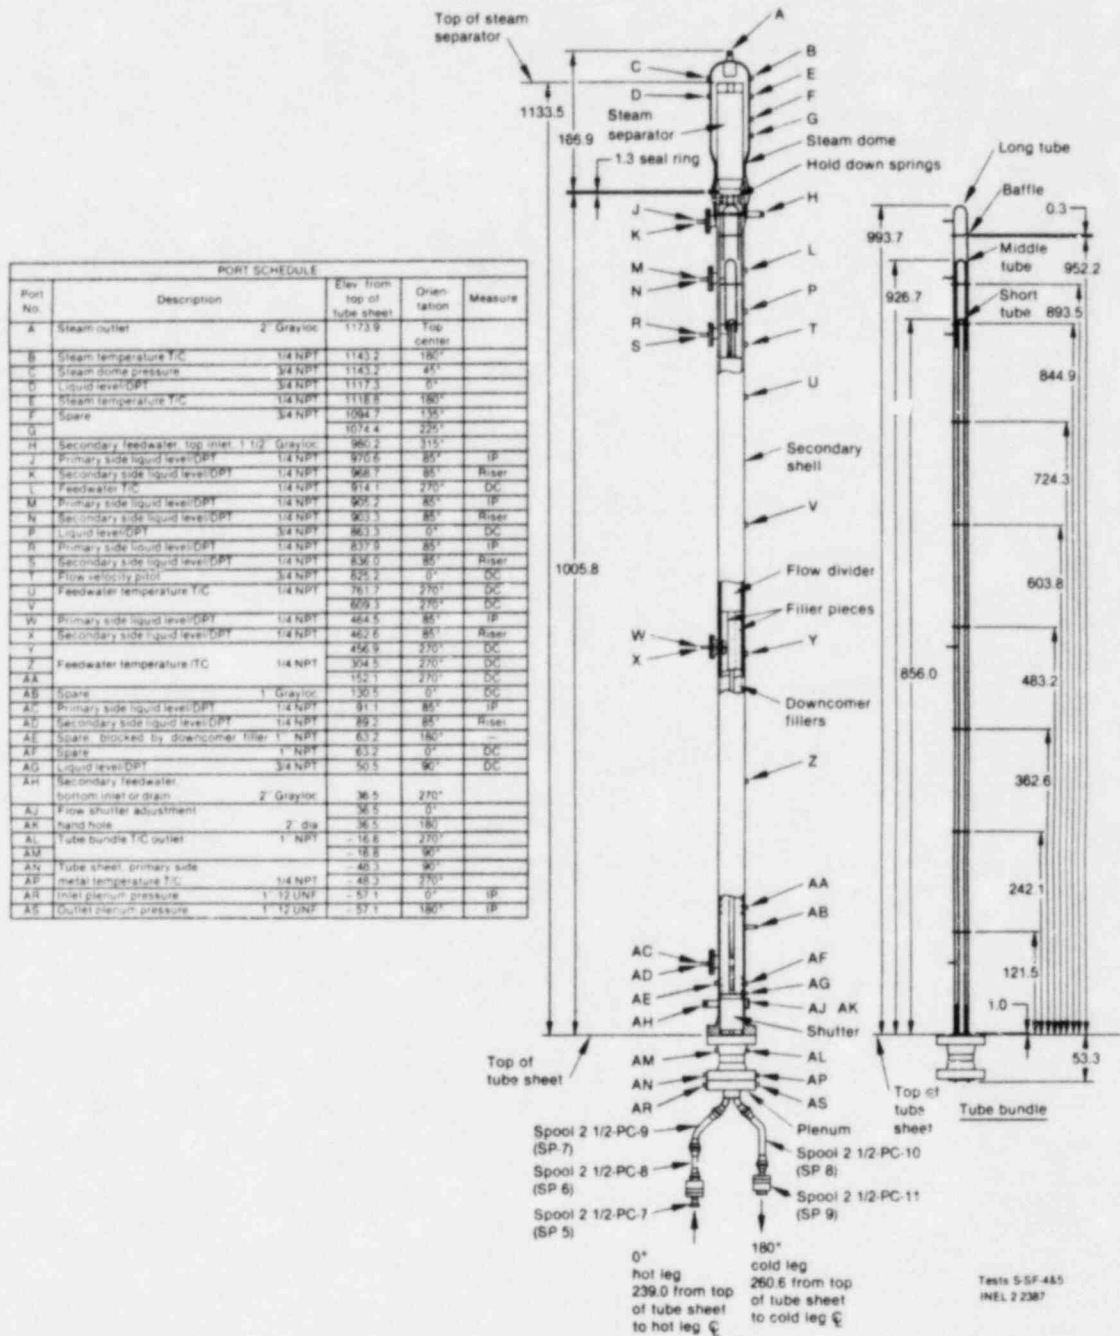 Top of steam
separator
A
B
C
E
D
F
G
Steam
separator
Steam dome
1133.5
186.9
1.3 seal ring
Hold down springs
J
H
K
M
L
N
R
P
S
T
U
Secondary
shell
V
1005.8
Flow divider
Filler pieces
W
X
Y
Downcomer
fillers
Z
AA
AB
AC
AD
AF
AE
AG
AH
AJ AK
Shutter
Top of
tube sheet
AM
AL
AN
AP
AR
AS
Plenum
Spool 2 1/2-PC-9
(SP-7)
Spool 2 1/2-PC-10
(SP 8)
Spool 2 1/2-PC-8
(SP 6)
Spool 2 1/2-PC-11
(SP 9)
Spool 2 1/2-PC-7
(SP 5)
0°
hot leg
239.0 from top
of tube sheet
to hot leg ℄
180°
cold leg
260.6 from top
of tube sheet
to cold leg ℄
Long tube
Baffle
0.3
993.7
Middle
tube
952.2
926.7
Short
tube
893.5
844.9
724.3
603.8
856.0
483.2
362.6
242.1
121.5
1.0
53.3
Top of
tube
sheet
Tube bundle
Tests S-SF-4&5
INEL 2 2387
PORT SCHEDULE
Port No. Description Elev. from top of tube sheet Orien- tation Measure
A Steam outlet 2" Grayloc 1173.9 Top center
B Steam temperature T/C 1/4 NPT 1143.2 180°
C Steam dome pressure 3/4 NPT 1143.2 45°
D Liquid level/DPT 3/4 NPT 1117.3 0°
E Steam temperature T/C 1/4 NPT 1118.8 180°
F Spare 3/4 NPT 1094.7 135°
G 1074.4 225°
H Secondary feedwater, top inlet, 1 1/2" Grayloc 980.2 315°
J Primary side liquid level/DPT 1/4 NPT 970.6 85° IP
K Secondary side liquid level/DPT 1/4 NPT 968.7 85° Riser
L Feedwater T/C 1/4 NPT 914.1 270° DC
M Primary side liquid level/DPT 1/4 NPT 905.2 85° IP
N Secondary side liquid level/DPT 1/4 NPT 903.3 85° Riser
P Liquid level/DPT 3/4 NPT 863.3 0° DC
R Primary side liquid level/DPT 1/4 NPT 837.9 85° IP
S Secondary side liquid level/DPT 1/4 NPT 836.0 85° Riser
T Flow velocity pitot 3/4 NPT 825.2 0° DC
U Feedwater temperature T/C 1/4 NPT 761.7 270° DC
V 609.3 270° DC
W Primary side liquid level/DPT 1/4 NPT 464.5 85° IP
X Secondary side liquid level/DPT 1/4 NPT 462.6 85° Riser
Y 456.9 270° DC
Z Feedwater temperature /TC 1/4 NPT 304.5 270° DC
AA 152.1 270° DC
AB Spare 1" Grayloc 130.5 0° DC
AC Primary side liquid level/DPT 1/4 NPT 91.1 85° IP
AD Secondary side liquid level/DPT 1/4 NPT 89.2 85° Riser
AE Spare, blocked by downcomer filler 1" NPT 63.2 180° —
AF Spare 1" NPT 63.2 0° DC
AG Liquid level/DPT 3/4 NPT 50.5 90° DC
AH Secondary feedwater,
bottom inlet or drain 2" Grayloc 36.5 270°
AJ Flow shutter adjustment 36.5 0°
AK hand hole 2" dia 36.5 180
AL Tube bundle T/C outlet 1" NPT -16.8 270°
AM -16.8 90°
AN Tube sheet, primary side -48.3 90°
AP metal temperature T/C 1/4 NPT -48.3 270°
AR Inlet plenum pressure 1"-12 UNF -57.1 0° IP
AS Outlet plenum pressure 1"-12 UNF -57.1 180° IP